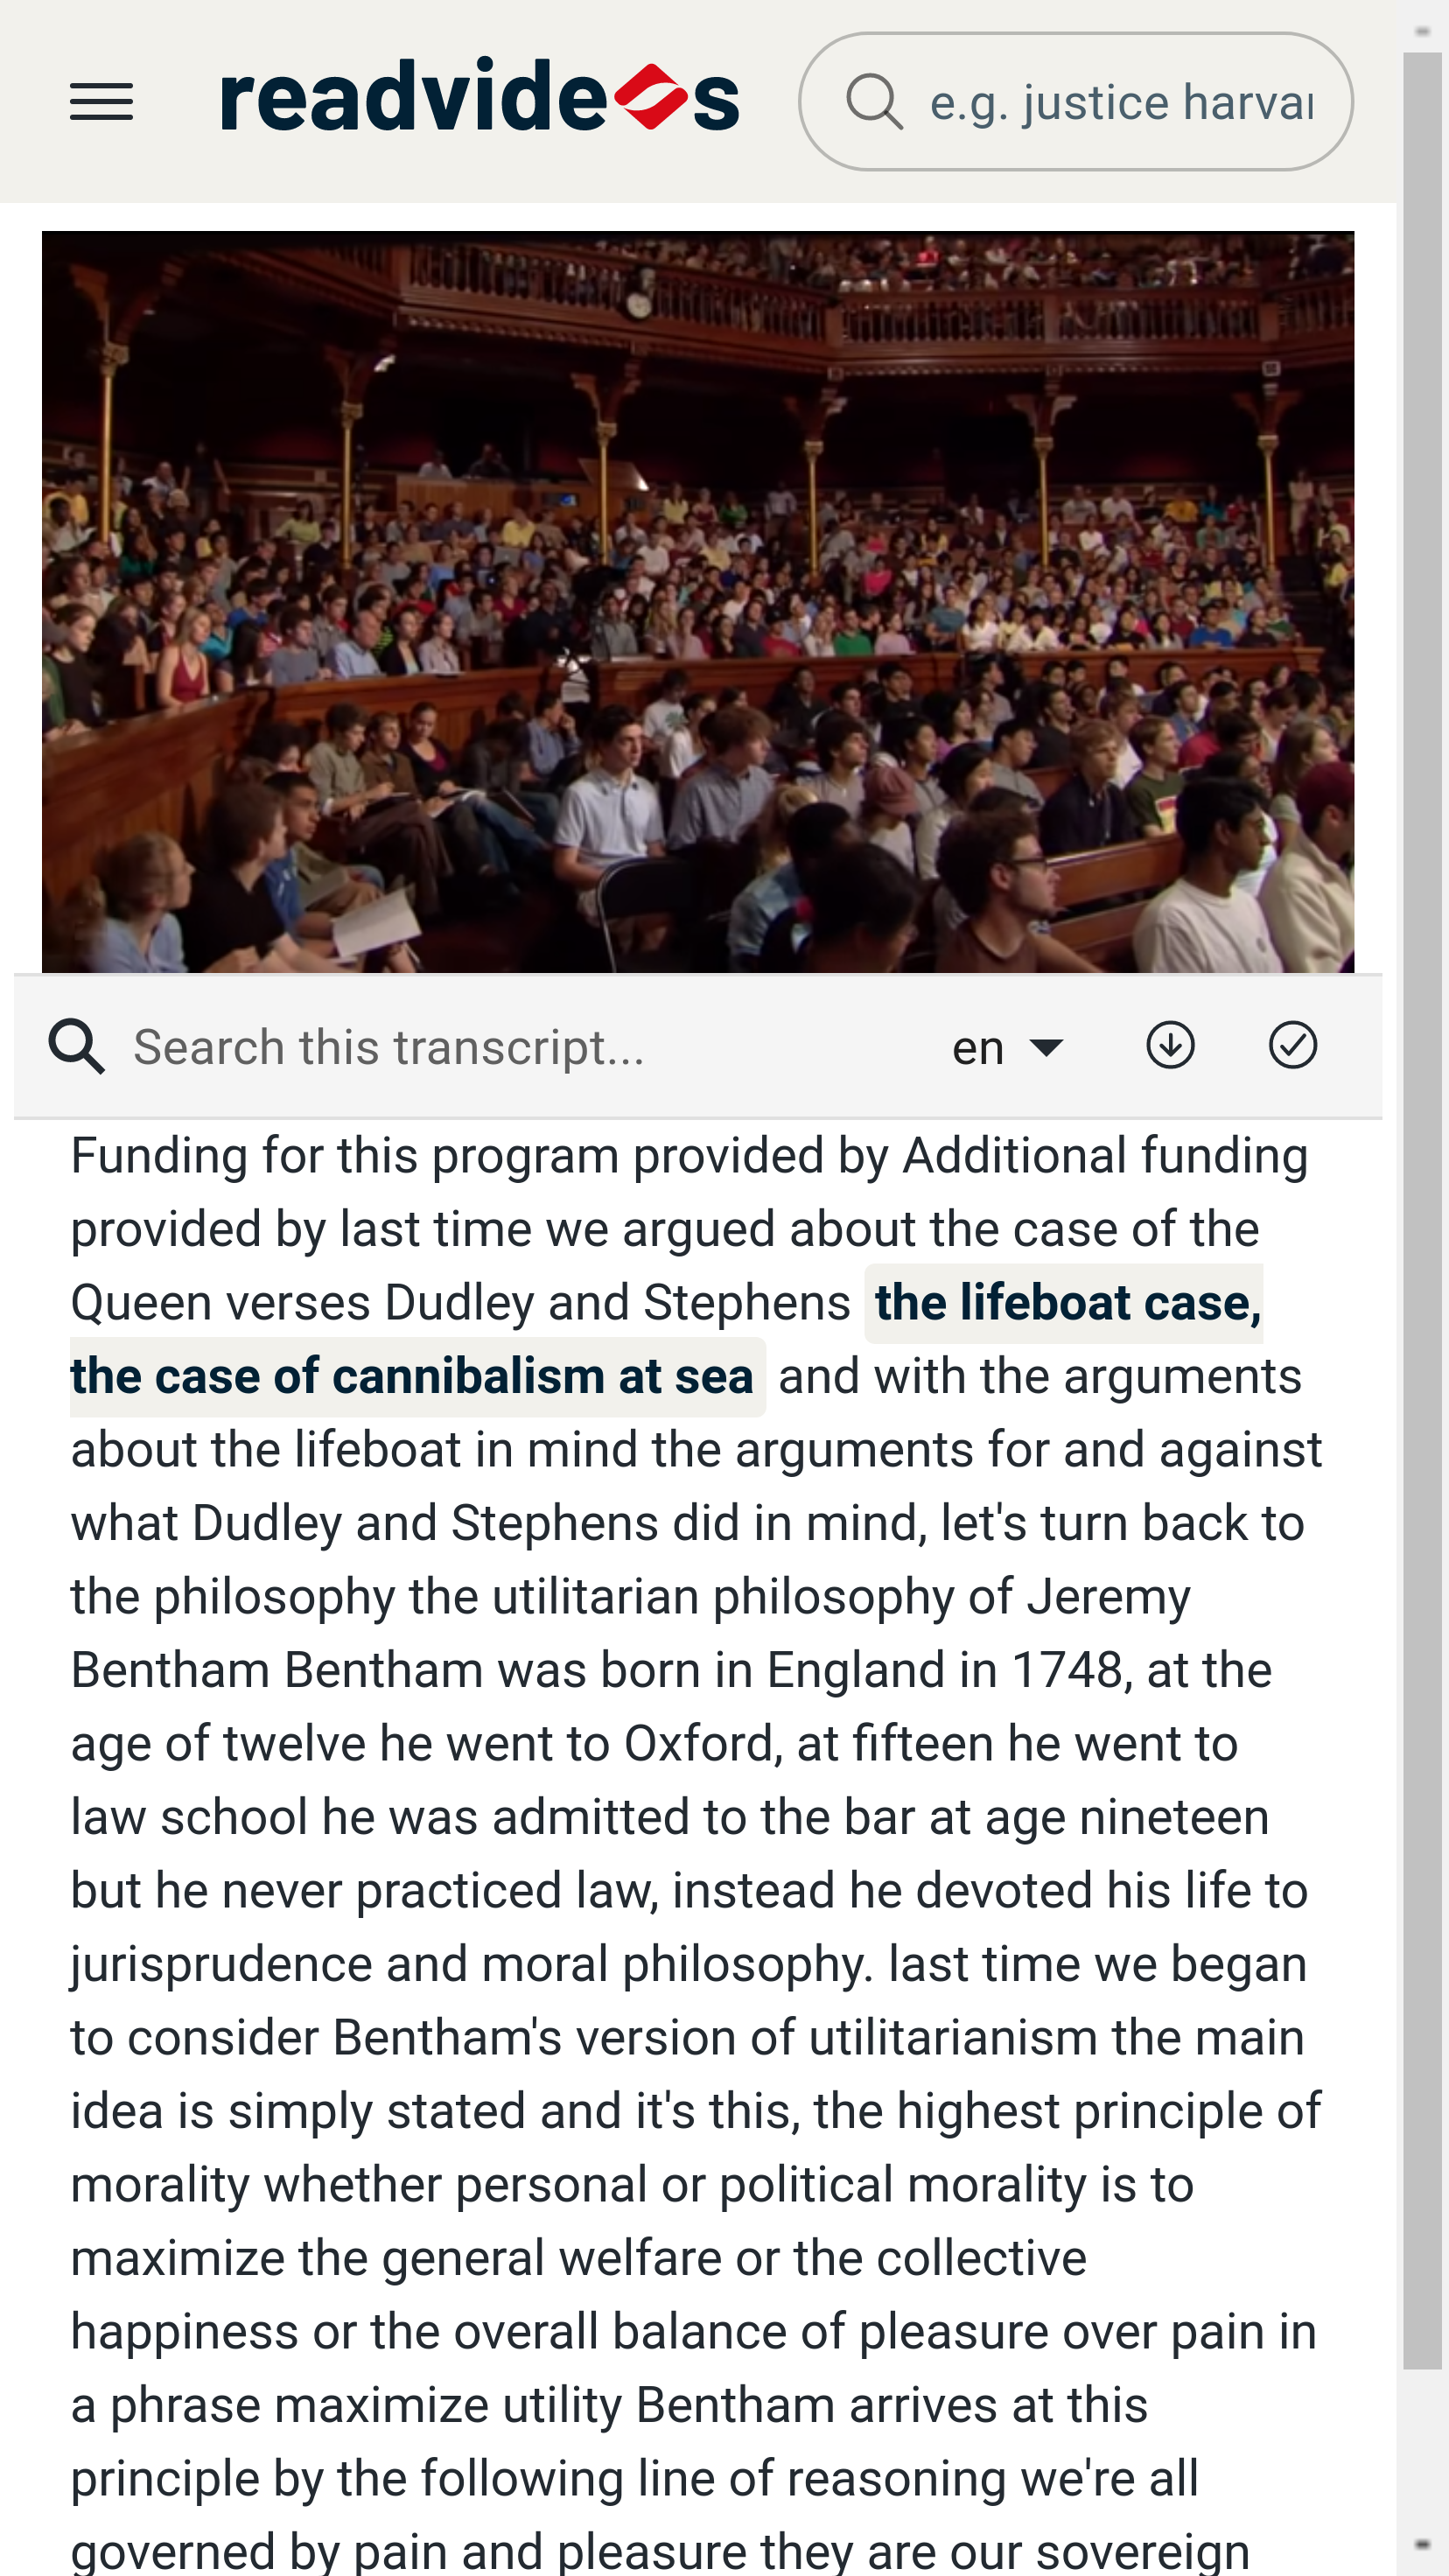 readvideos
e.g. justice harvar
Search this transcript...
en
Funding for this program provided by Additional funding
provided by last time we argued about the case of the
Queen verses Dudley and Stephens the lifeboat case,
the case of cannibalism at sea and with the arguments
about the lifeboat in mind the arguments for and against
what Dudley and Stephens did in mind, let's turn back to
the philosophy the utilitarian philosophy of Jeremy
Bentham Bentham was born in England in 1748, at the
age of twelve he went to Oxford, at fifteen he went to
law school he was admitted to the bar at age nineteen
but he never practiced law, instead he devoted his life to
jurisprudence and moral philosophy. last time we began
to consider Bentham's version of utilitarianism the main
idea is simply stated and it's this, the highest principle of
morality whether personal or political morality is to
maximize the general welfare or the collective
happiness or the overall balance of pleasure over pain in
a phrase maximize utility Bentham arrives at this
principle by the following line of reasoning we're all
governed by pain and pleasure they are our sovereign